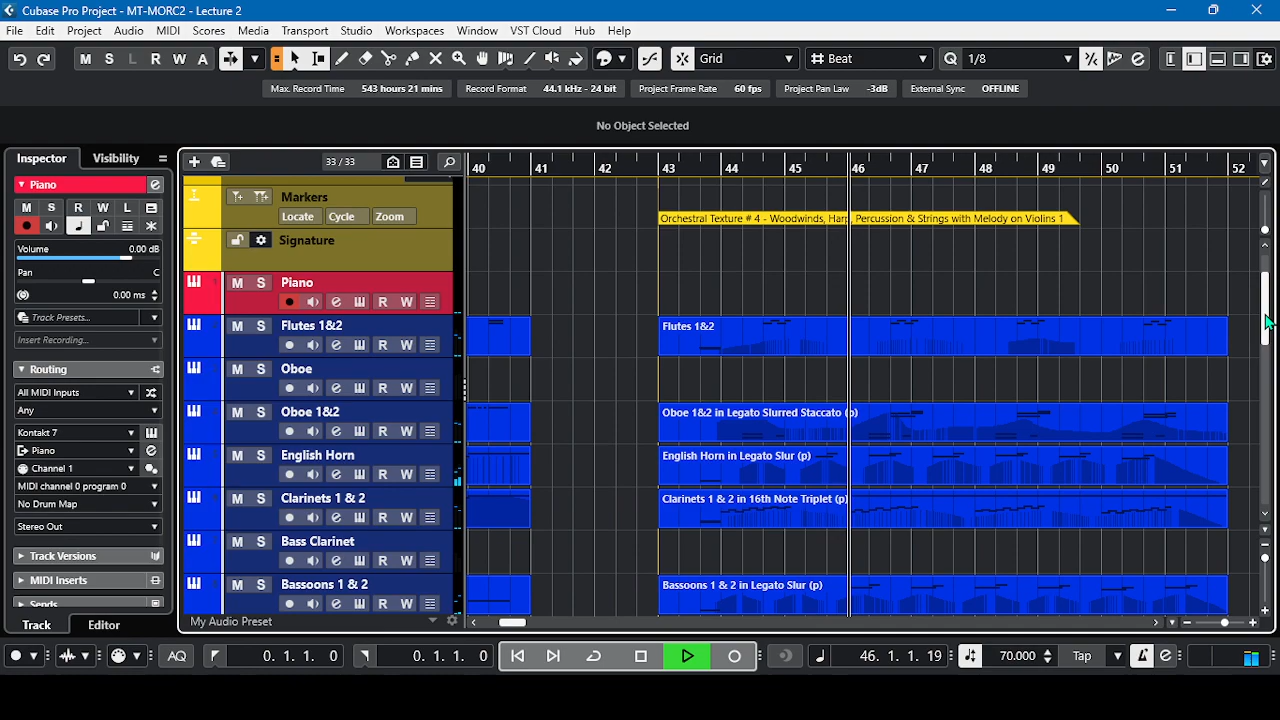 Cubase Pro Project - MT-MORC2 - Lecture 2
File Edit Project Audio MIDI Scores Media Transport Studio Workspaces Window VST Cloud Hub Help
M S L R W A Grid # Beat Q 1/8
Max. Record Time 543 hours 21 mins Record Format 44.1 kHz - 24 bit Project Frame Rate 60 fps Project Pan Law -3dB External Sync OFFLINE
No Object Selected
Inspector Visibility 33 / 33 40 41 42 43 44 45 46 47 48 49 50 51 52
Piano
M S R W L
Volume 0.00 dB
Pan C
0.00 ms
Track Presets...
Insert Recording...
Routing
All MIDI Inputs
Any
Kontakt 7
Piano
Channel 1
MIDI channel 0 program 0
No Drum Map
Stereo Out
Track Versions
MIDI Inserts
Sends
Track Editor
Markers
Locate Cycle Zoom
Signature
M S Piano
R W
M S Flutes 1&2
R W
M S Oboe
R W
M S Oboe 1&2
R W
M S English Horn
R W
M S Clarinets 1 & 2
R W
M S Bass Clarinet
R W
M S Bassoons 1 & 2
R W
My Audio Preset
Orchestral Texture # 4 - Woodwinds, Harp, Percussion & Strings with Melody on Violins 1
Flutes 1&2
Oboe 1&2 in Legato Slurred Staccato (b)
English Horn in Legato Slur (p)
Clarinets 1 & 2 in 16th Note Triplet (p)
Bassoons 1 & 2 in Legato Slur (p)
AQ 0. 1. 1. 0 0. 1. 1. 0 46. 1. 1. 19 70.000 Tap